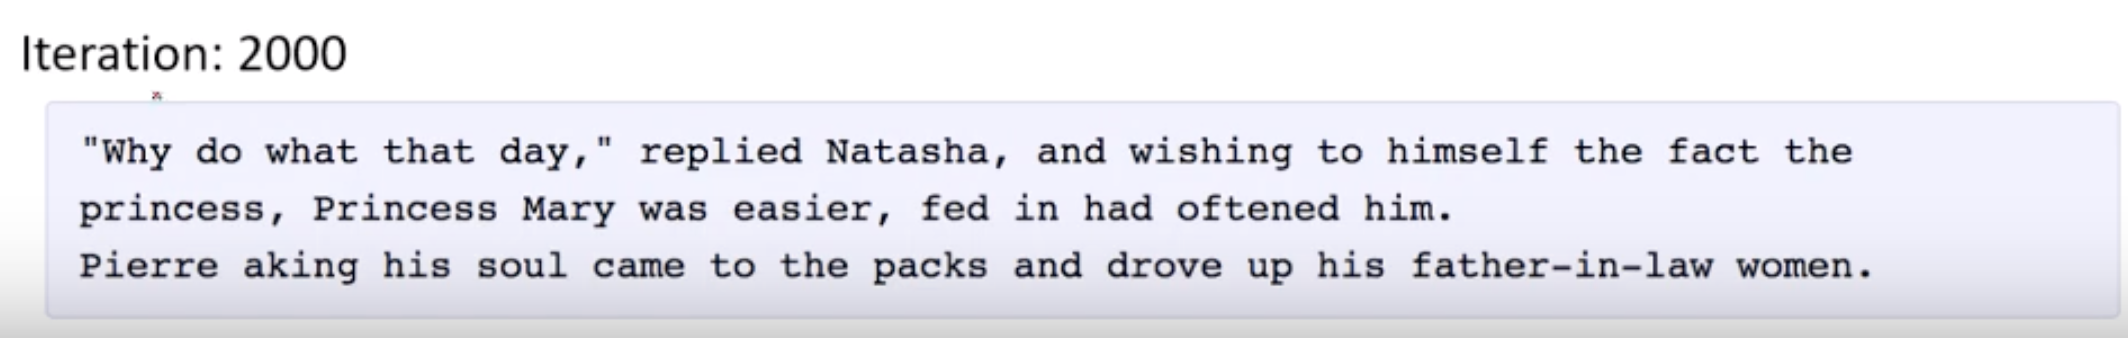 Iteration: 2000
"Why do what that day," replied Natasha, and wishing to himself the fact the
princess, Princess Mary was easier, fed in had oftened him.
Pierre aking his soul came to the packs and drove up his father-in-law women.